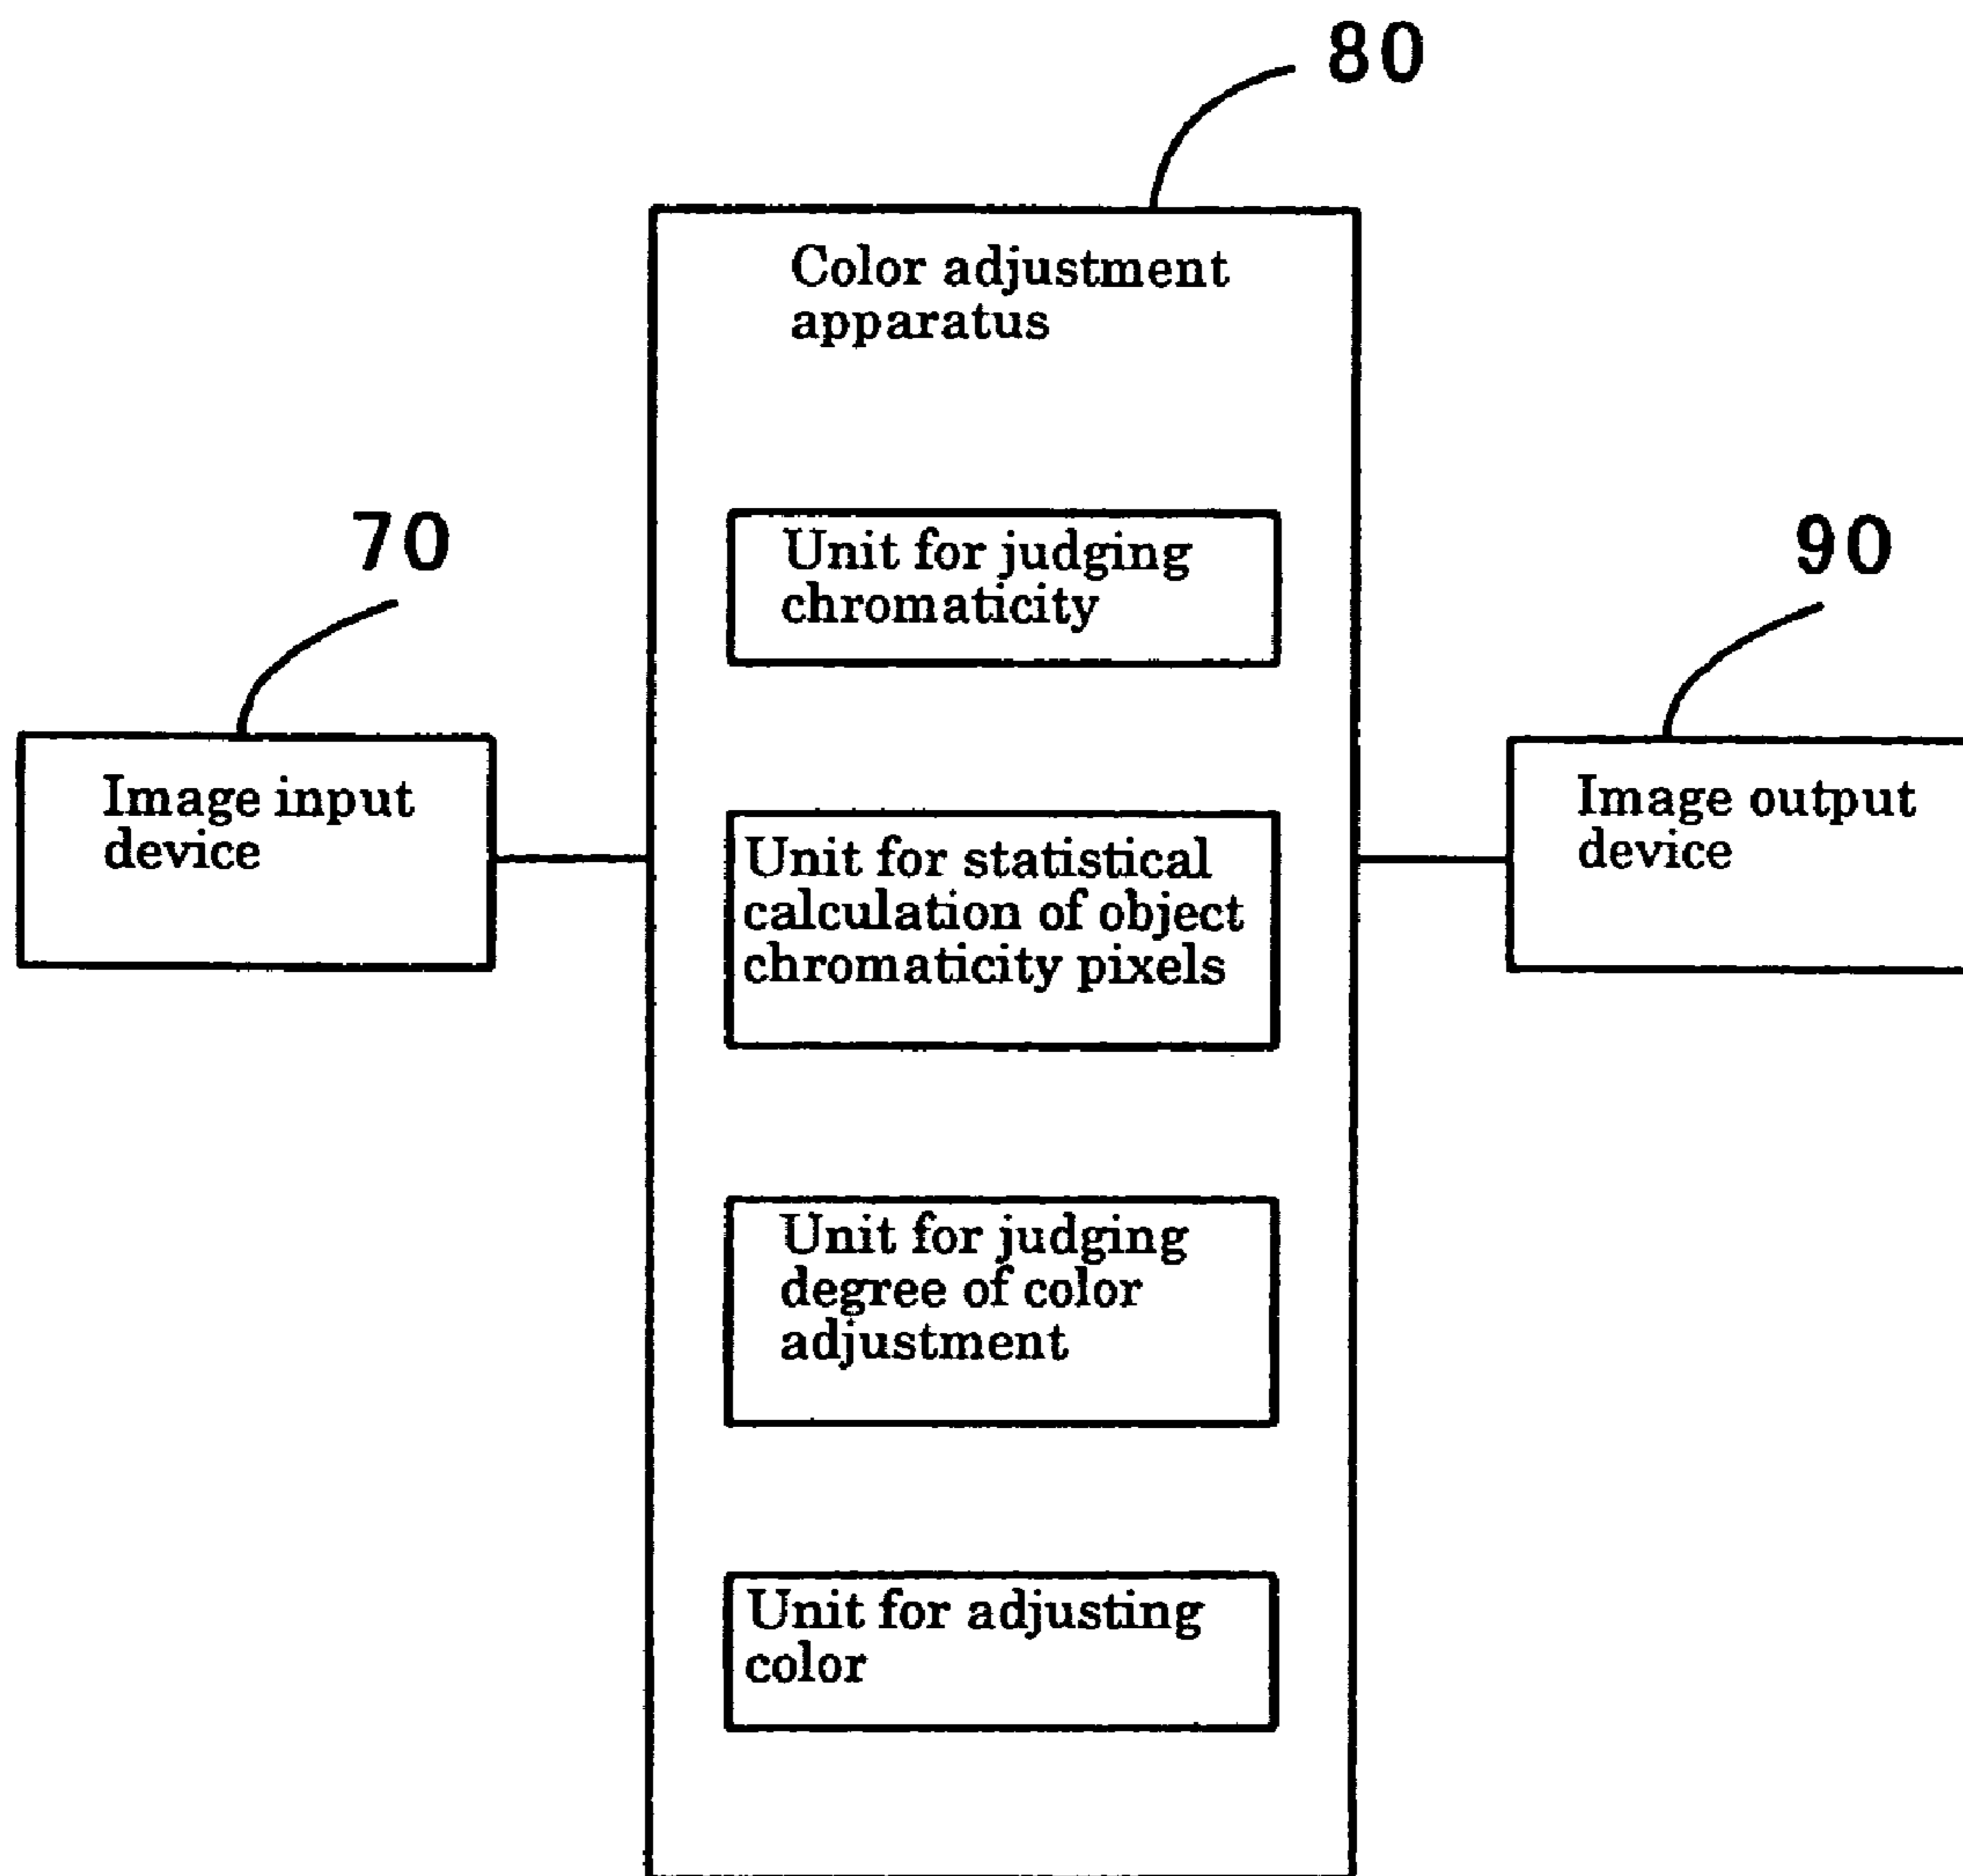 80
Color adjustment
apparatus
70
Unit for judging
chromaticity
90
Image input
device
Unit for statistical
calculation of object
chromaticity pixels
Image output
device
Unit for judging
degree of color
adjustment
Unit for adjusting
color